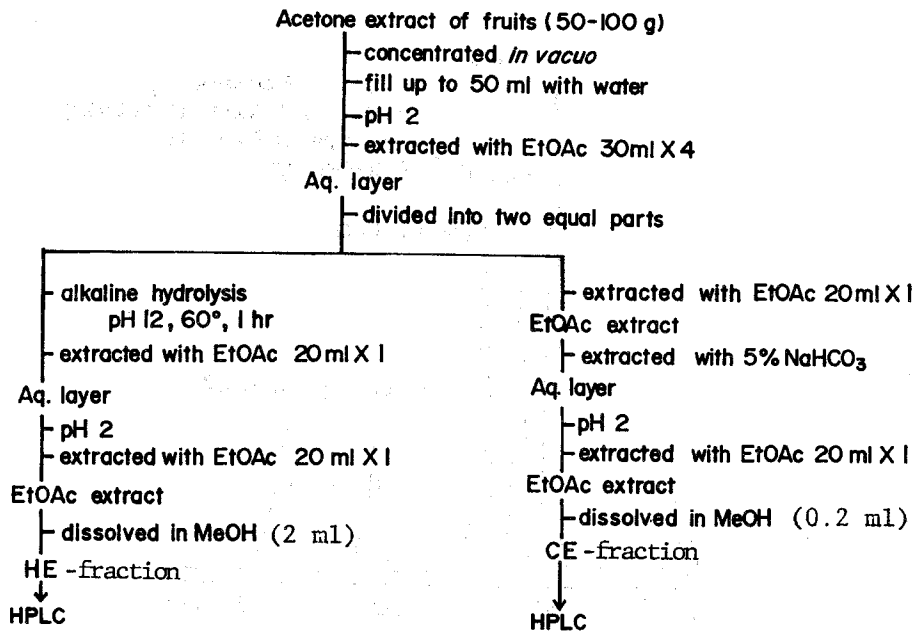 Acetone extract of fruits (50-100 g)
concentrated in vacuo
fill up to 50 ml with water
pH 2
extracted with EtOAc 30ml X 4
Aq. layer
divided into two equal parts
alkaline hydrolysis
pH 12, 60°, 1 hr
extracted with EtOAc 20ml X 1
Aq. layer
pH 2
extracted with EtOAc 20 ml X 1
EtOAc extract
dissolved in MeOH (2 ml)
HE -fraction
HPLC
extracted with EtOAc 20ml X 1
EtOAc extract
extracted with 5% NaHCO3
Aq. layer
pH 2
extracted with EtOAc 20 ml X 1
EtOAc extract
dissolved in MeOH (0.2 ml)
CE -fraction
HPLC